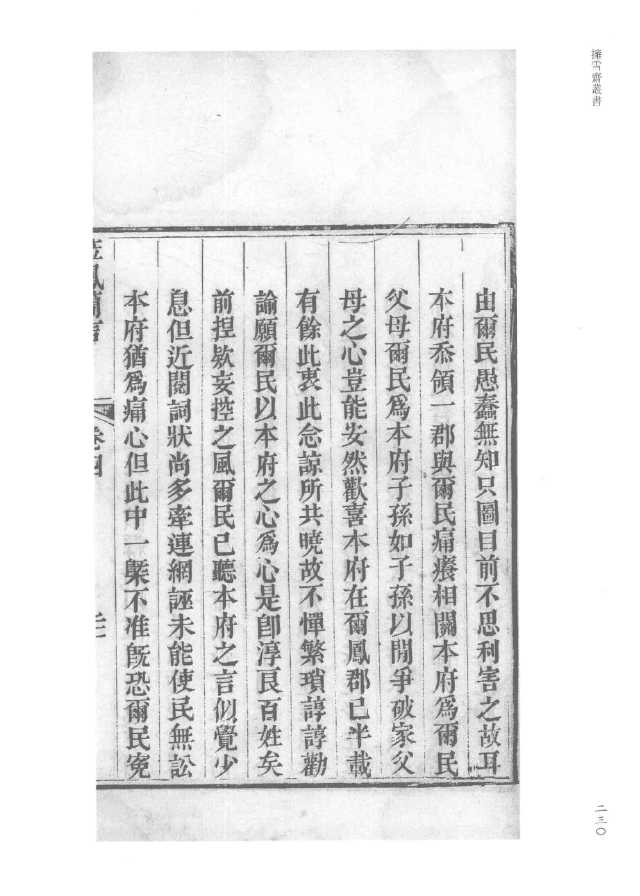 擁雪齋叢書
由爾民愚蠢無知只圖目前不思利害之故耳
本府忝領一郡與爾民痛癢相關本府爲爾民
父母爾民爲本府子孫如子孫以閒爭破家父
母之心豈能安然歡喜本府在爾鳳郡已半載
有餘此衷此念諒所共曉故不憚繁瑣諄諄勸
諭願爾民以本府之心爲心是卽淳良百姓矣
前捏欵妄控之風爾民已聽本府之言似覺少
息但近閱詞狀尚多牽連網誣未能使民無訟
本府猶爲痛心但此中一槩不准旣恐爾民寃
卷四
二三〇